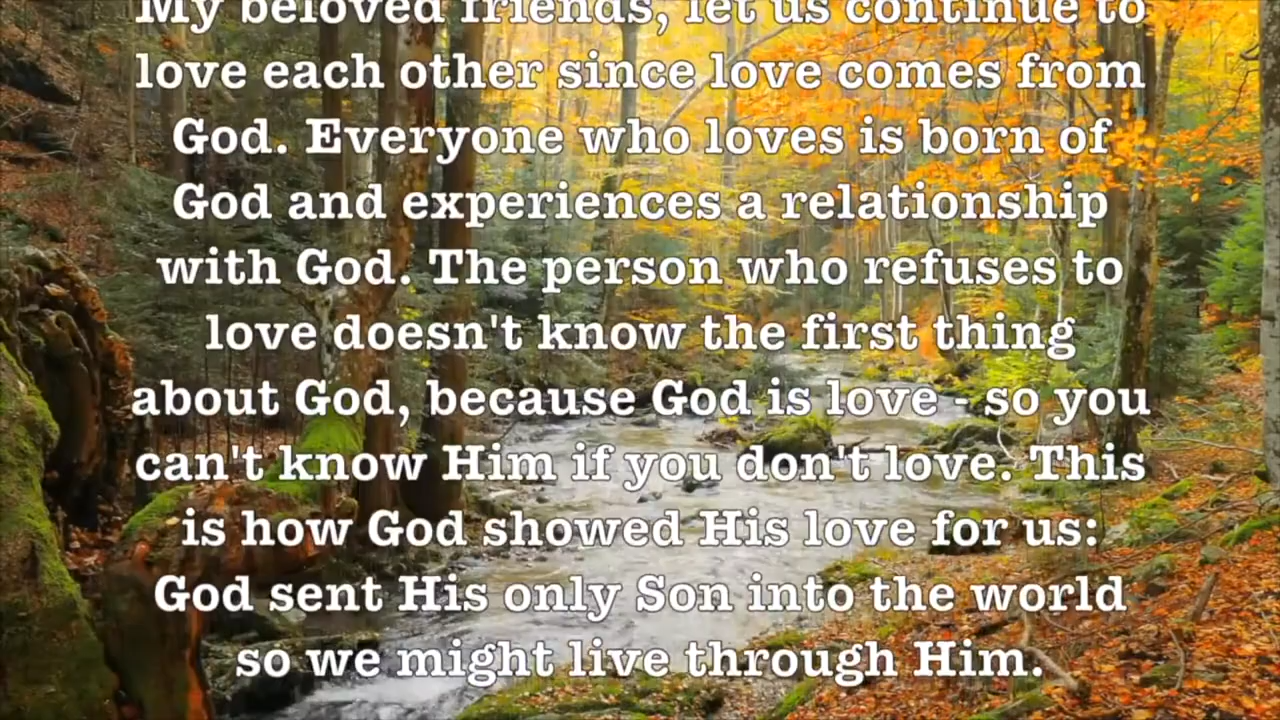 My beloved friends, let us continue to
love each other since love comes from
God. Everyone who loves is born of
God and experiences a relationship
with God. The person who refuses to
love doesn't know the first thing
about God, because God is love - so you
can't know Him if you don't love. This
is how God showed His love for us:
God sent His only Son into the world
so we might live through Him.